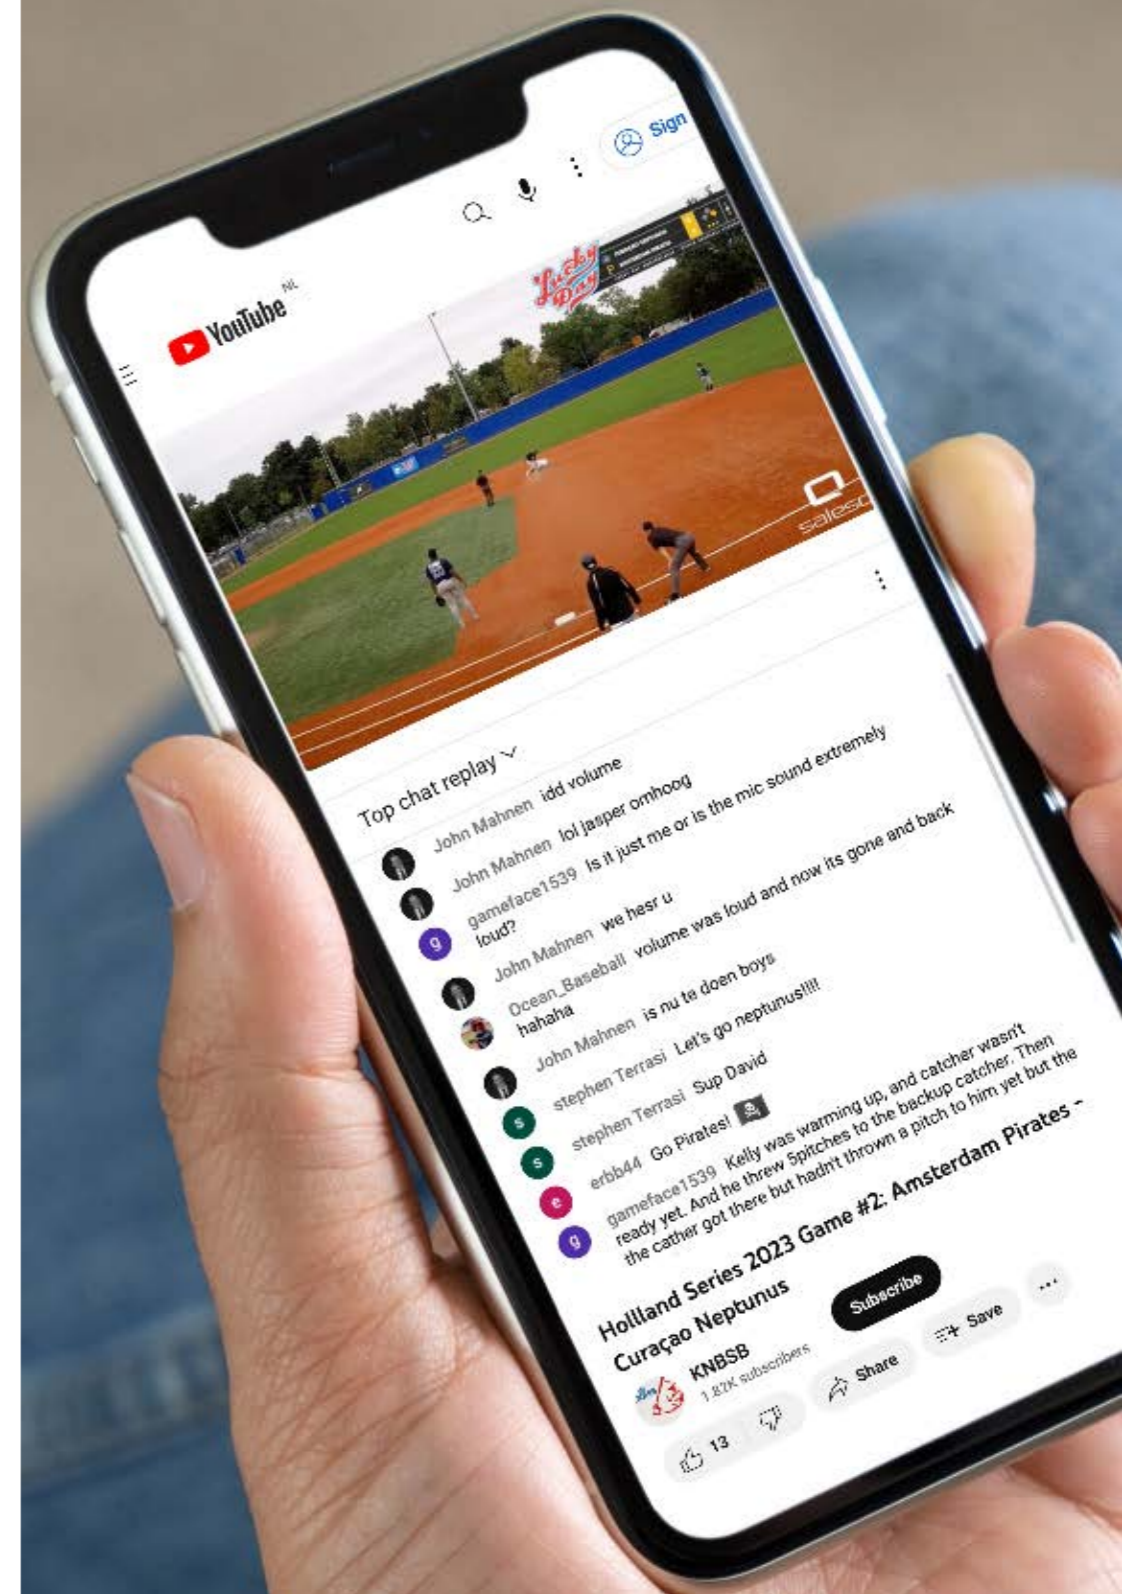 Sign
YouTube NL
Lucky
Day
CURAÇAO NEPTUNUS
AMSTERDAM PIRATES
salesc
Top chat replay
John Mahnen idd volume
John Mahnen lol jasper omhoog
gameface1539 Is it just me or is the mic sound extremely
loud?
John Mahnen we hesr u
Ocean_Baseball volume was loud and now its gone and back
hahaha
John Mahnen is nu te doen boys
stephen Terrasi Let's go neptunus!!!!
stephen Terrasi Sup David
erbb44 Go Pirates!
gameface1539 Kelly was warming up, and catcher wasn't
ready yet. And he threw 5pitches to the backup catcher. Then
the cather got there but hadn't thrown a pitch to him yet but the
Hollland Series 2023 Game #2: Amsterdam Pirates -
Curaçao Neptunus
KNBSB
1.82K subscribers
Subscribe
13
Share
Save